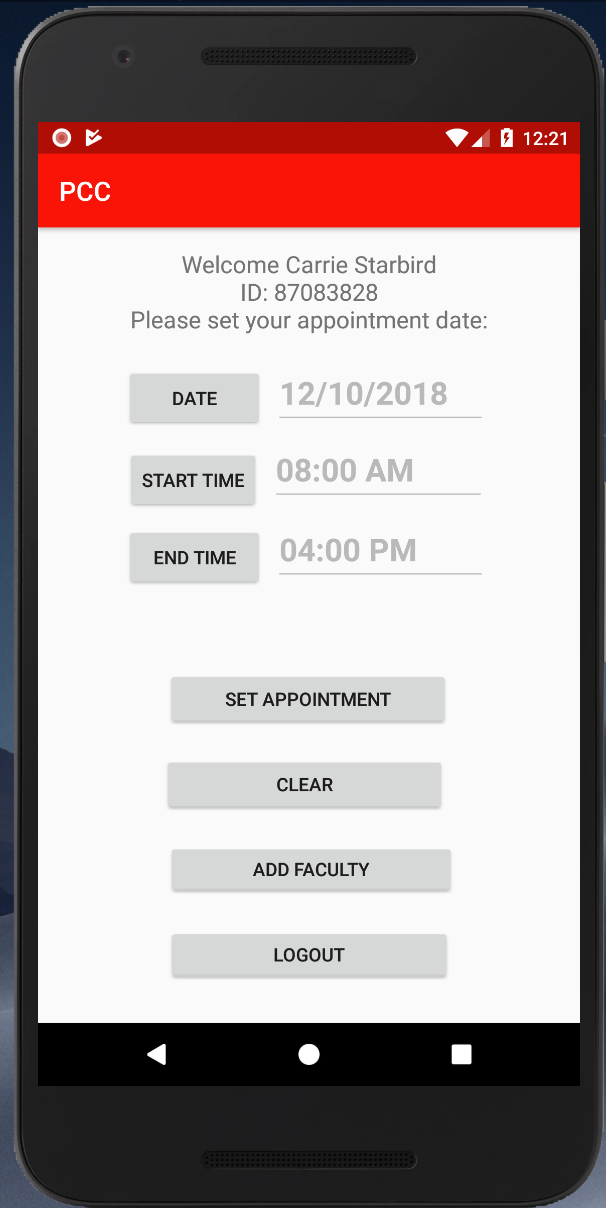 12:21
PCC
Welcome Carrie Starbird
ID: 87083828
Please set your appointment date:
DATE 12/10/2018
START TIME 08:00 AM
END TIME 04:00 PM
SET APPOINTMENT
CLEAR
ADD FACULTY
LOGOUT